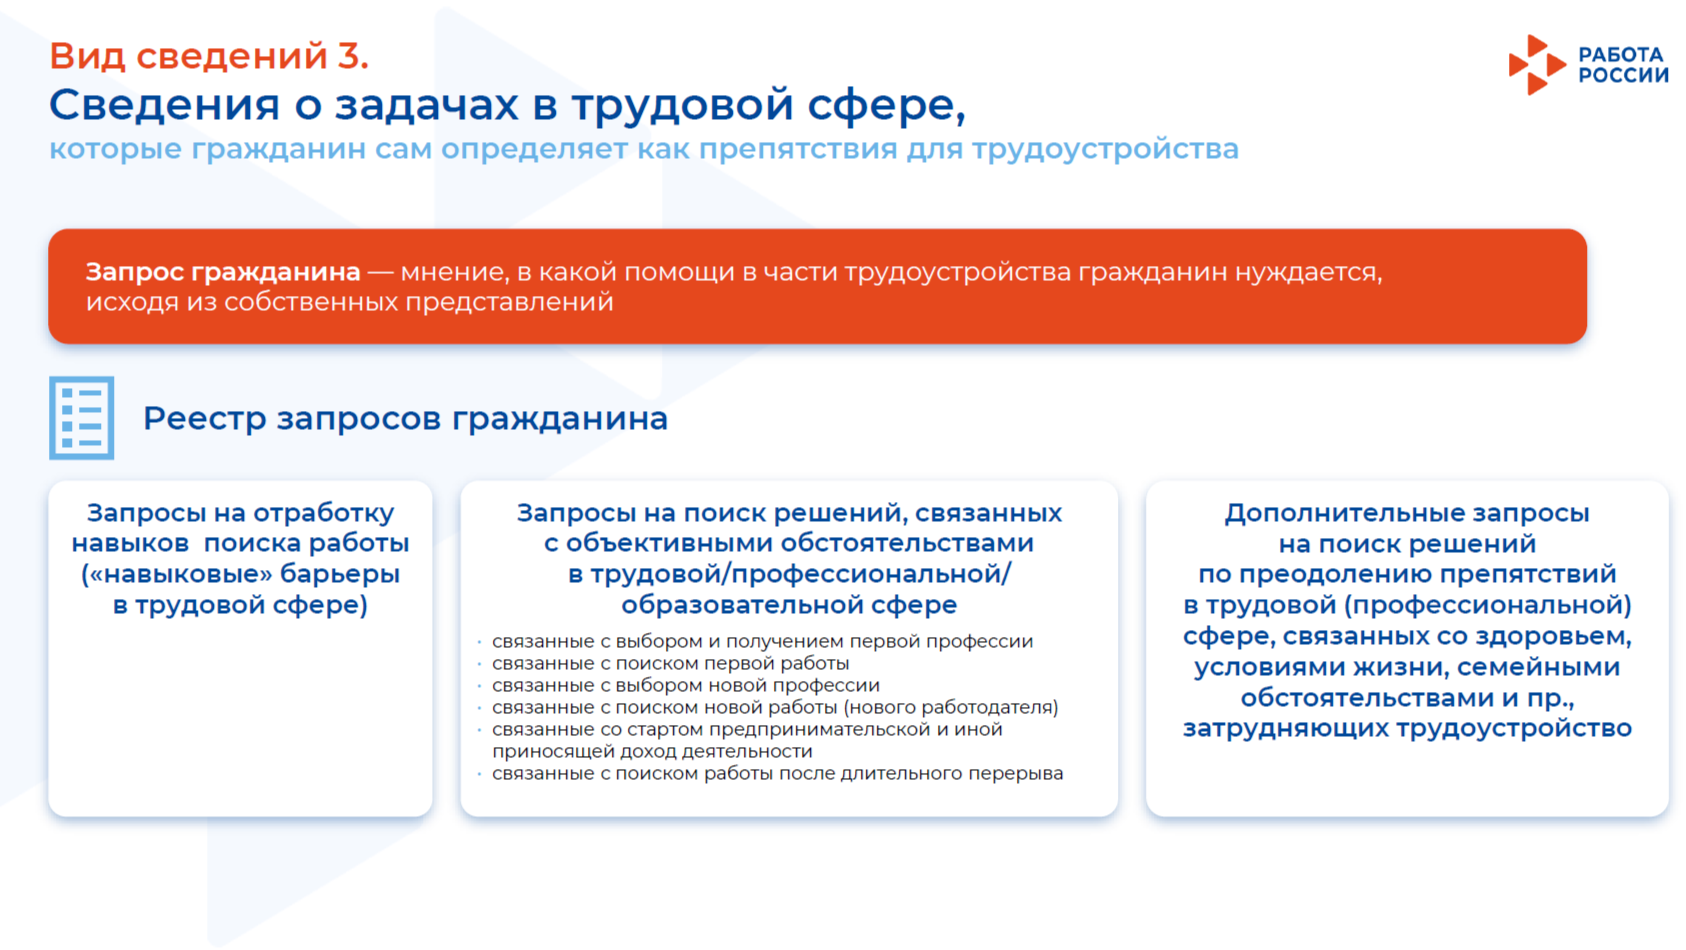 Вид сведений 3.
Сведения о задачах в трудовой сфере,
которые гражданин сам определяет как препятствия для трудоустройства
РАБОТА
РОССИИ
Запрос гражданина — мнение, в какой помощи в части трудоустройства гражданин нуждается,
исходя из собственных представлений
Реестр запросов гражданина
Запросы на отработку
навыков поиска работы
(«навыковые» барьеры
в трудовой сфере)
Запросы на поиск решений, связанных
с объективными обстоятельствами
в трудовой/профессиональной/
образовательной сфере
· связанные с выбором и получением первой профессии
· связанные с поиском первой работы
· связанные с выбором новой профессии
· связанные с поиском новой работы (нового работодателя)
· связанные со стартом предпринимательской и иной
приносящей доход деятельности
· связанные с поиском работы после длительного перерыва
Дополнительные запросы
на поиск решений
по преодолению препятствий
в трудовой (профессиональной)
сфере, связанных со здоровьем,
условиями жизни, семейными
обстоятельствами и пр.,
затрудняющих трудоустройство